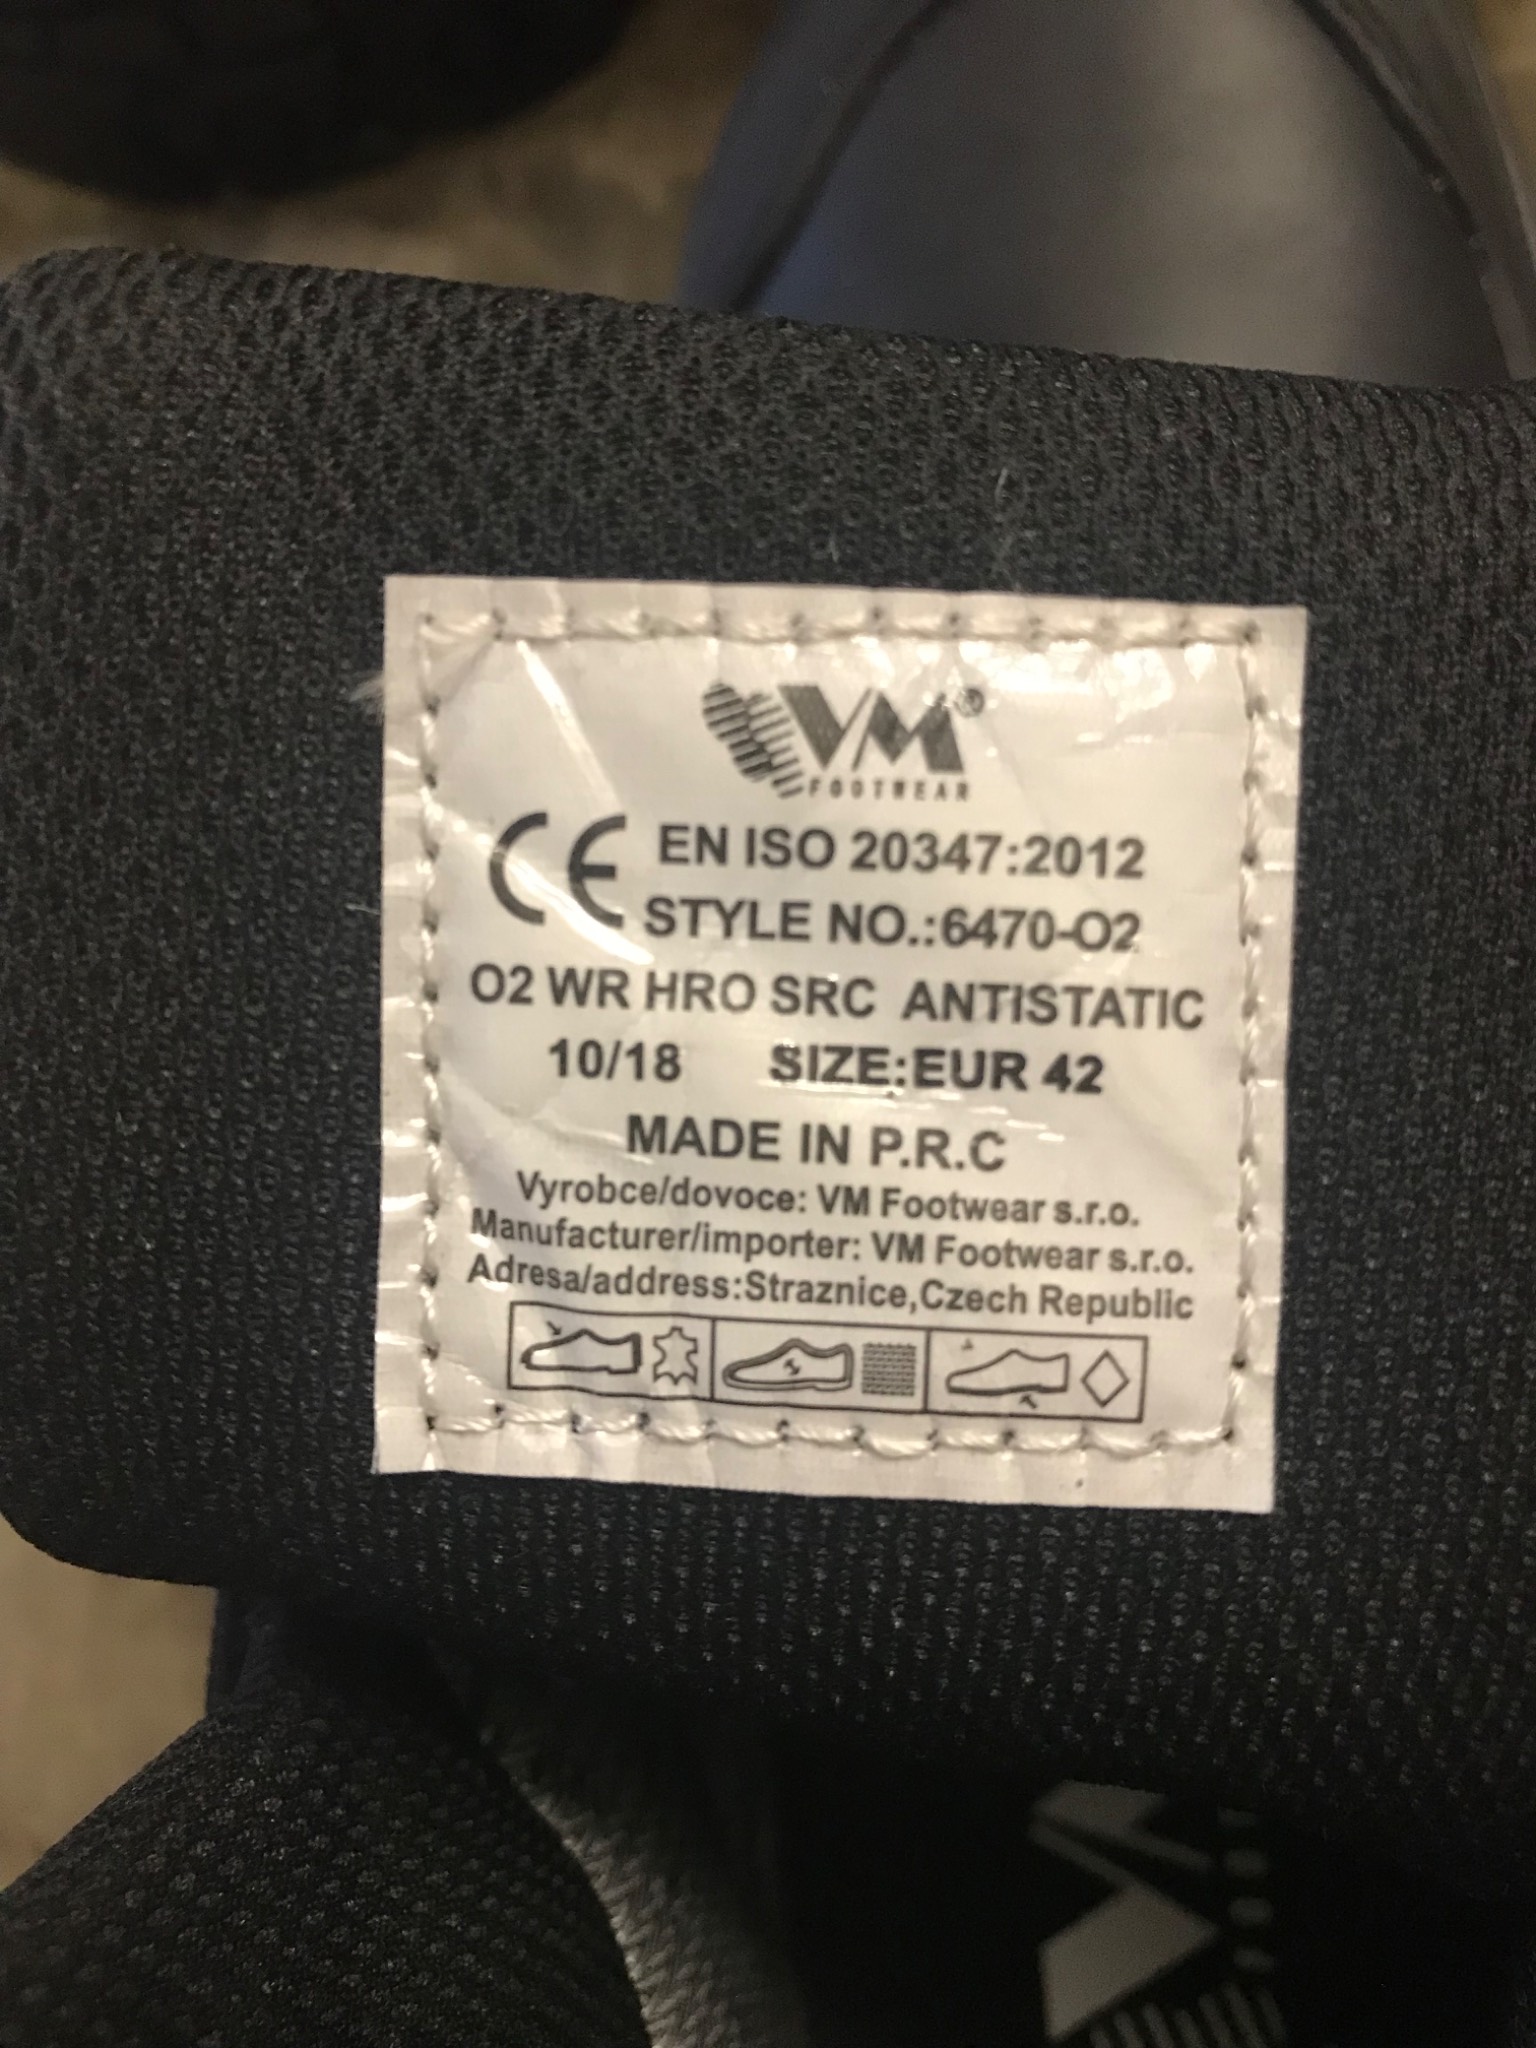 VM®
FOOTWEAR
CE EN ISO 20347:2012
STYLE NO.:6470-O2
O2 WR HRO SRC ANTISTATIC
10/18 SIZE:EUR 42
MADE IN P.R.C
Vyrobce/dovoce: VM Footwear s.r.o.
Manufacturer/importer: VM Footwear s.r.o.
Adresa/address:Straznice,Czech Republic